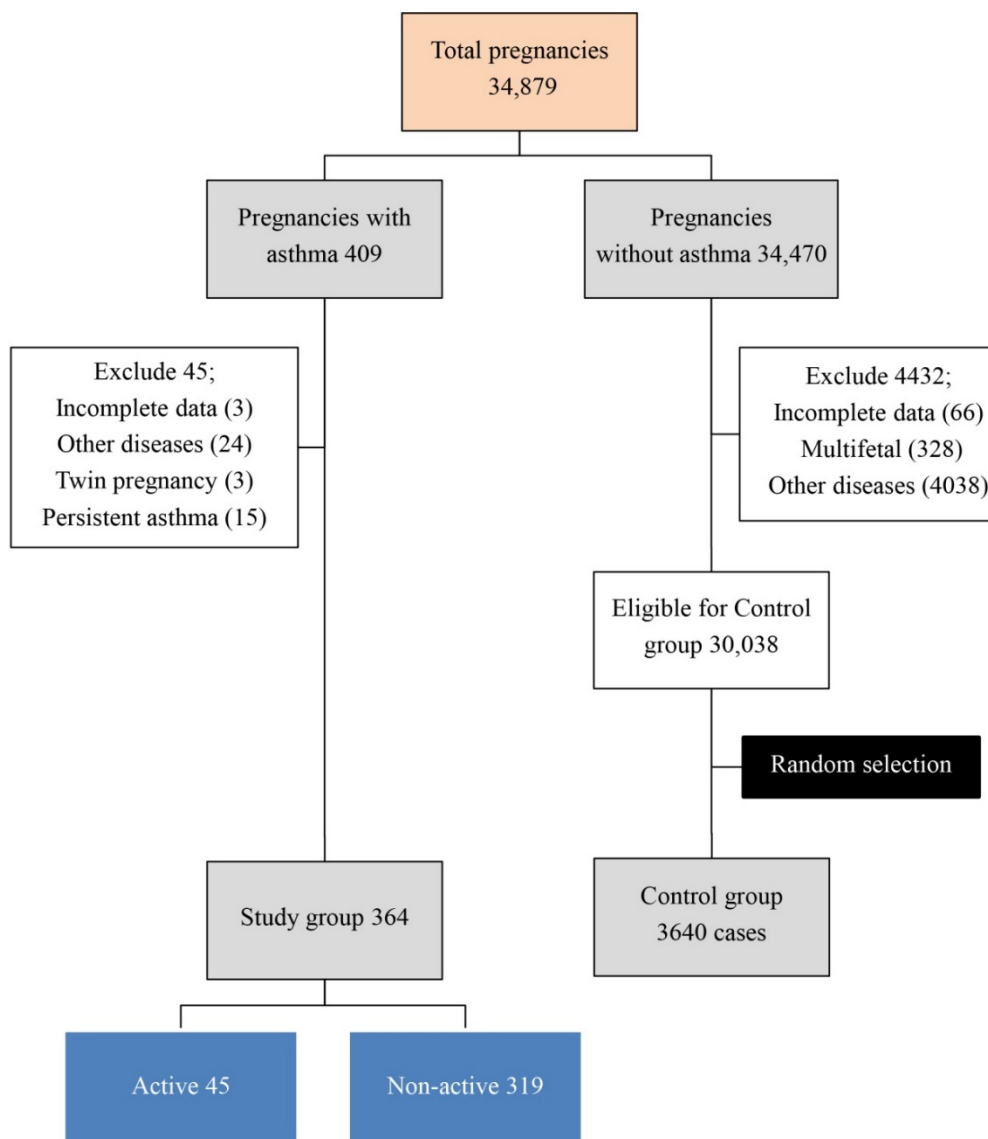 Total pregnancies
34,879
Pregnancies with
asthma 409
Pregnancies
without asthma 34,470
Exclude 45;
Incomplete data (3)
Other diseases (24)
Twin pregnancy (3)
Persistent asthma (15)
Exclude 4432;
Incomplete data (66)
Multifetal (328)
Other diseases (4038)
Eligible for Control
group 30,038
Random selection
Study group 364
Control group
3640 cases
Active 45
Non-active 319